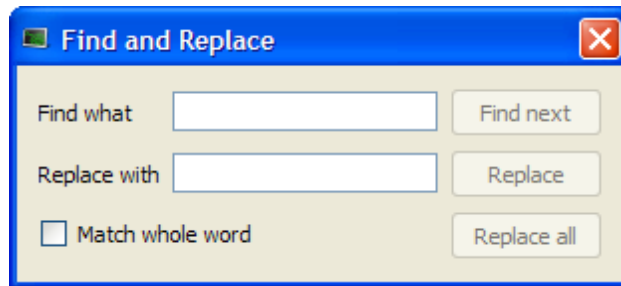 Find and Replace
Find what Find next
Replace with Replace
Match whole word Replace all